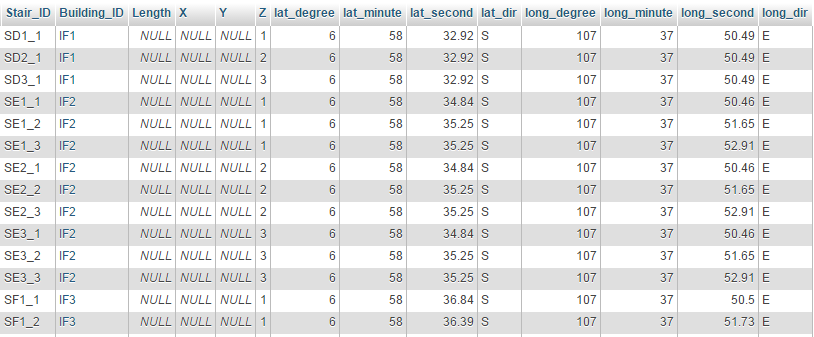 Stair_ID Building_ID Length X Y Z lat_degree lat_minute lat_second lat_dir long_degree long_minute long_second long_dir
SD1_1 IF1 NULL NULL NULL 1 6 58 32.92 S 107 37 50.49 E
SD2_1 IF1 NULL NULL NULL 2 6 58 32.92 S 107 37 50.49 E
SD3_1 IF1 NULL NULL NULL 3 6 58 32.92 S 107 37 50.49 E
SE1_1 IF2 NULL NULL NULL 1 6 58 34.84 S 107 37 50.46 E
SE1_2 IF2 NULL NULL NULL 1 6 58 35.25 S 107 37 51.65 E
SE1_3 IF2 NULL NULL NULL 1 6 58 35.25 S 107 37 52.91 E
SE2_1 IF2 NULL NULL NULL 2 6 58 34.84 S 107 37 50.46 E
SE2_2 IF2 NULL NULL NULL 2 6 58 35.25 S 107 37 51.65 E
SE2_3 IF2 NULL NULL NULL 2 6 58 35.25 S 107 37 52.91 E
SE3_1 IF2 NULL NULL NULL 3 6 58 34.84 S 107 37 50.46 E
SE3_2 IF2 NULL NULL NULL 3 6 58 35.25 S 107 37 51.65 E
SE3_3 IF2 NULL NULL NULL 3 6 58 35.25 S 107 37 52.91 E
SF1_1 IF3 NULL NULL NULL 1 6 58 36.84 S 107 37 50.5 E
SF1_2 IF3 NULL NULL NULL 1 6 58 36.39 S 107 37 51.73 E